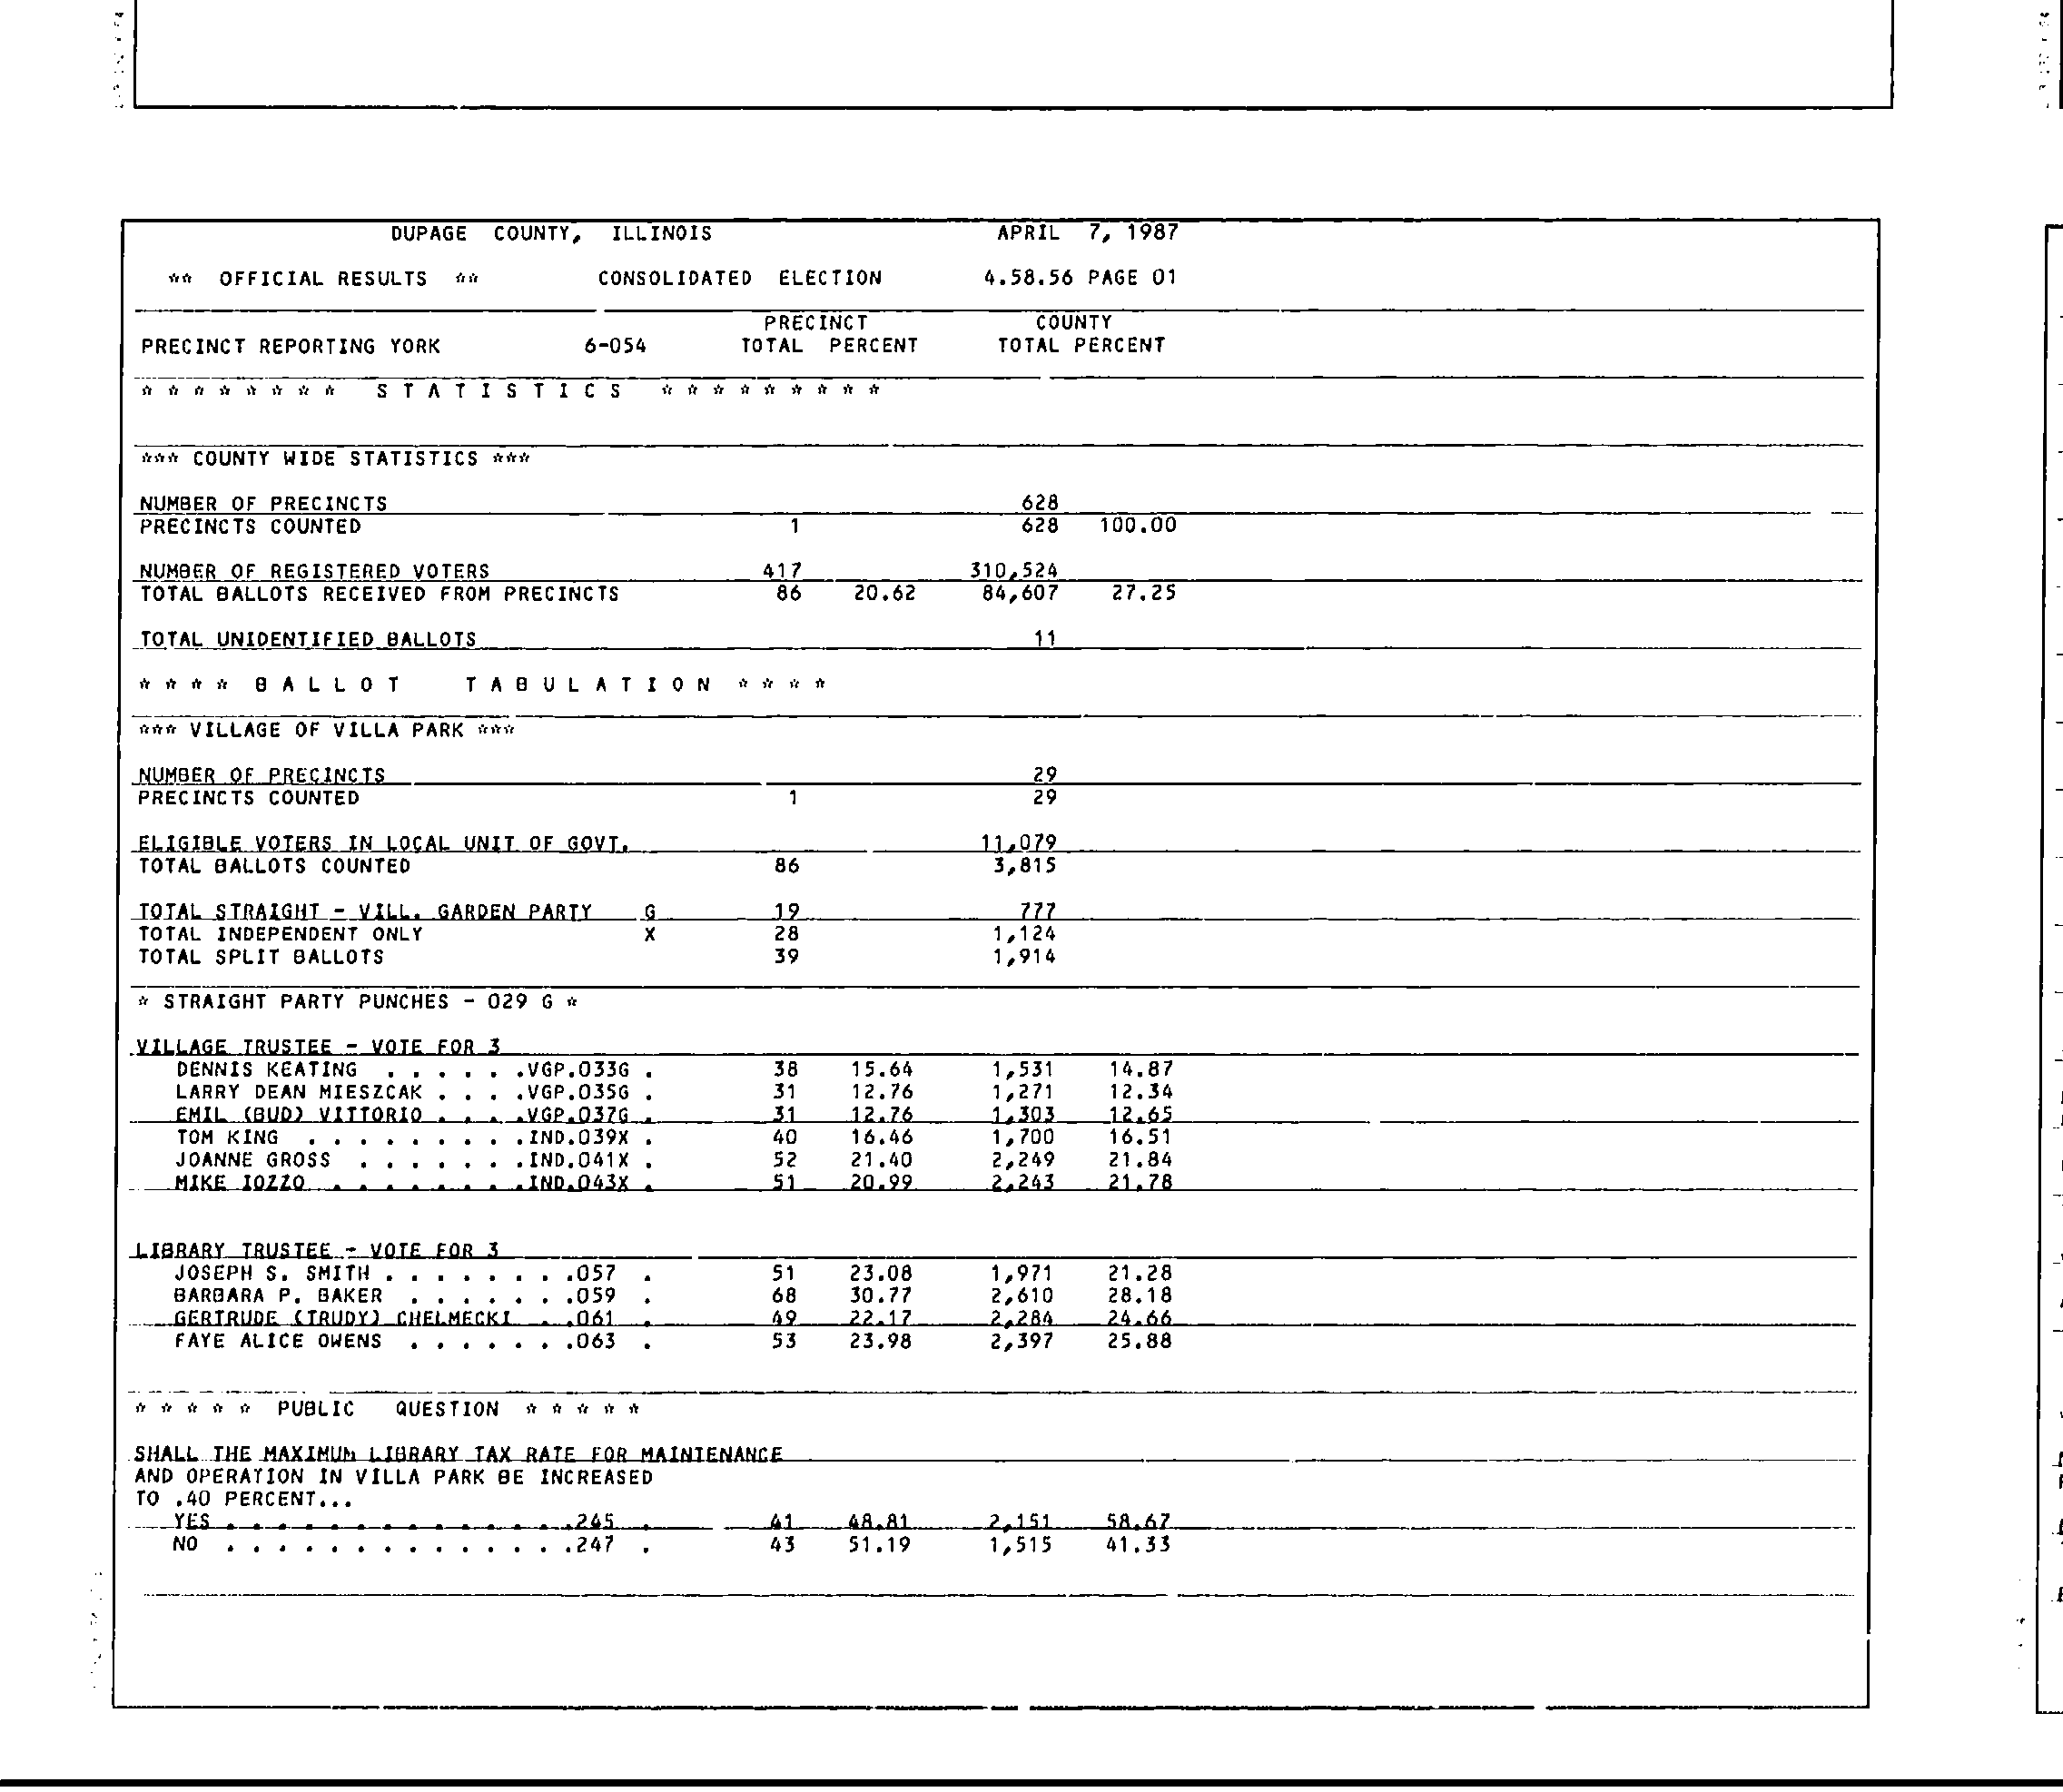 DUPAGE COUNTY, ILLINOIS APRIL 7, 1987
** OFFICIAL RESULTS ** CONSOLIDATED ELECTION 4.58.56 PAGE 01
PRECINCT COUNTY
PRECINCT REPORTING YORK 6-054 TOTAL PERCENT TOTAL PERCENT
* * * * * * * * S T A T I S T I C S * * * * * * * * *
*** COUNTY WIDE STATISTICS ***
NUMBER OF PRECINCTS 628
PRECINCTS COUNTED 1 628 100.00
NUMBER OF REGISTERED VOTERS 417 310,524
TOTAL BALLOTS RECEIVED FROM PRECINCTS 86 20.62 84,607 27.25
TOTAL UNIDENTIFIED BALLOTS 11
* * * * B A L L O T T A B U L A T I O N * * * *
*** VILLAGE OF VILLA PARK ***
NUMBER OF PRECINCTS 29
PRECINCTS COUNTED 1 29
ELIGIBLE VOTERS IN LOCAL UNIT OF GOVT. 11,079
TOTAL BALLOTS COUNTED 86 3,815
TOTAL STRAIGHT - VILL. GARDEN PARTY G 19 777
TOTAL INDEPENDENT ONLY X 28 1,124
TOTAL SPLIT BALLOTS 39 1,914
* STRAIGHT PARTY PUNCHES - 029 G *
VILLAGE TRUSTEE - VOTE FOR 3
DENNIS KEATING . . . . . .VGP.033G . 38 15.64 1,531 14.87
LARRY DEAN MIESZCAK . . . .VGP.035G . 31 12.76 1,271 12.34
EMIL (BUD) VITTORIO . . . .VGP.037G . 31 12.76 1,303 12.65
TOM KING . . . . . . . . .IND.039X . 40 16.46 1,700 16.51
JOANNE GROSS . . . . . . .IND.041X . 52 21.40 2,249 21.84
MIKE IOZZO . . . . . . . .IND.043X . 51 20.99 2,243 21.78
LIBRARY TRUSTEE - VOTE FOR 3
JOSEPH S. SMITH . . . . . . . .057 . 51 23.08 1,971 21.28
BARBARA P. BAKER . . . . . . .059 . 68 30.77 2,610 28.18
GERTRUDE (TRUDY) CHELMECKI . .061 . 49 22.17 2,284 24.66
FAYE ALICE OWENS . . . . . . .063 . 53 23.98 2,397 25.88
* * * * * PUBLIC QUESTION * * * * *
SHALL THE MAXIMUM LIBRARY TAX RATE FOR MAINTENANCE
AND OPERATION IN VILLA PARK BE INCREASED
TO .40 PERCENT...
YES . . . . . . . . . . . . . .245 . 41 48.81 2,151 58.67
NO . . . . . . . . . . . . . .247 . 43 51.19 1,515 41.33